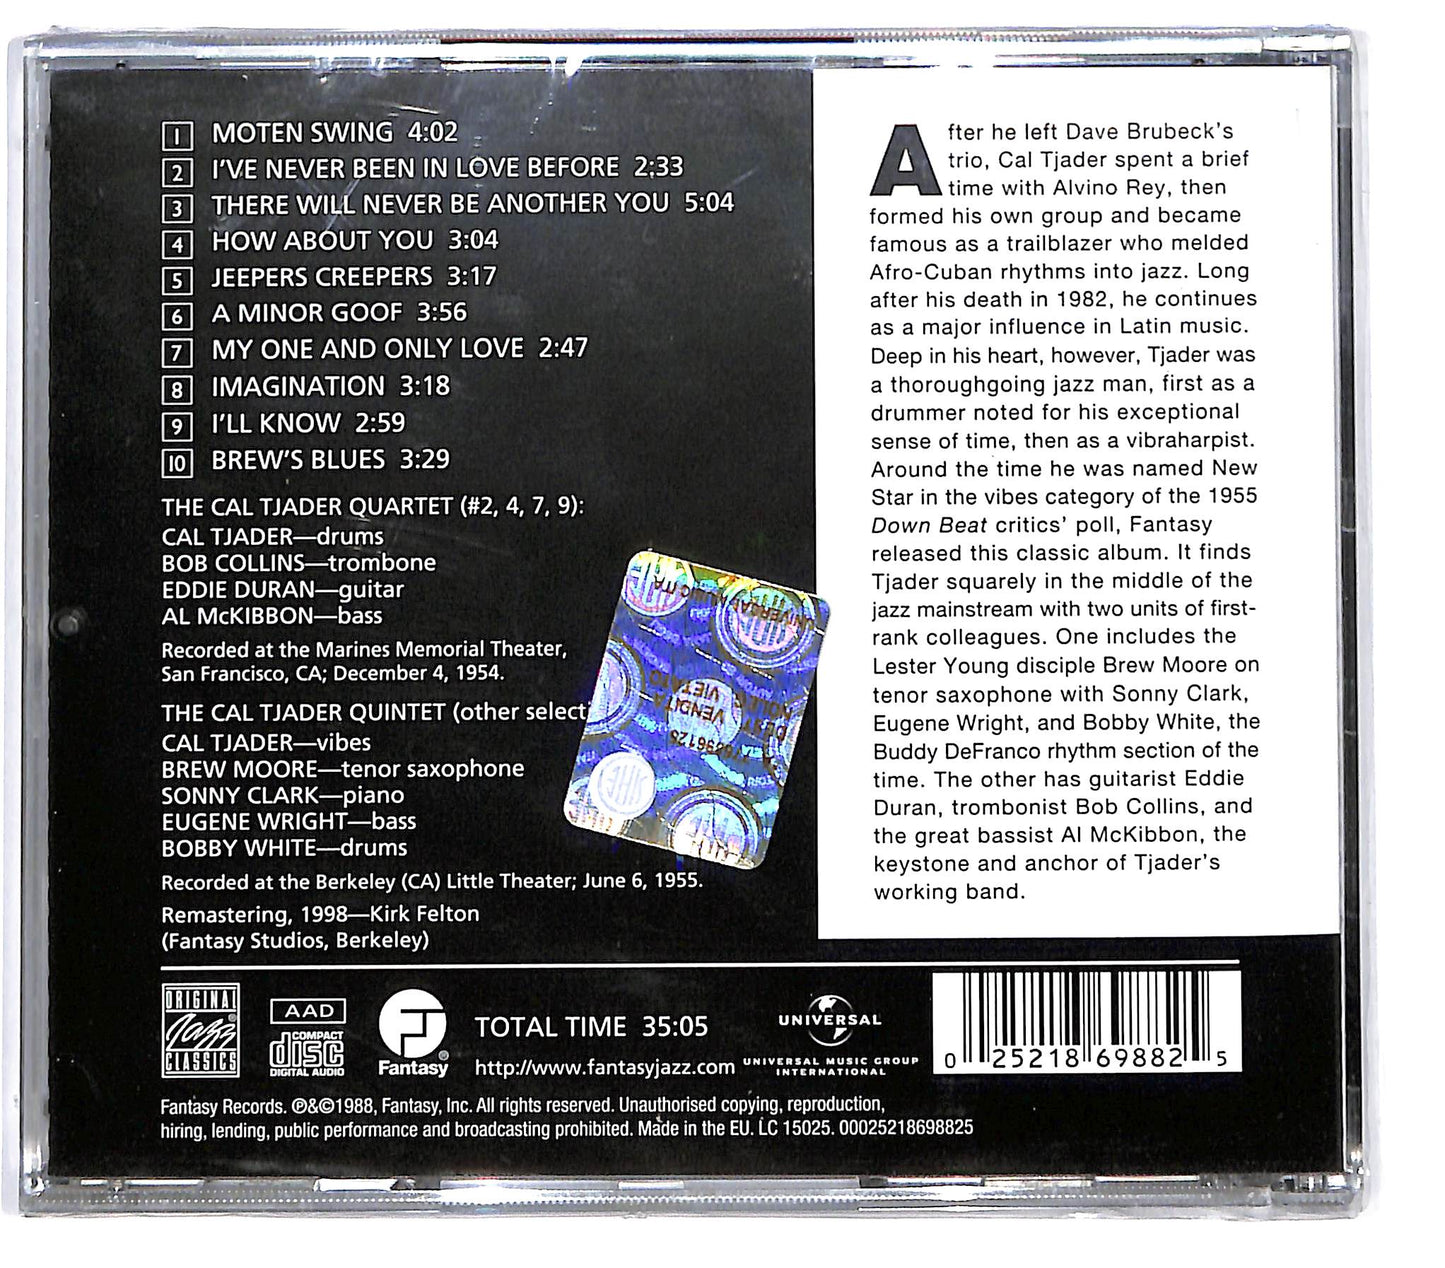 1 MOTEN SWING 4:02
2 I'VE NEVER BEEN IN LOVE BEFORE 2:33
3 THERE WILL NEVER BE ANOTHER YOU 5:04
4 HOW ABOUT YOU 3:04
5 JEEPERS CREEPERS 3:17
6 A MINOR GOOF 3:56
7 MY ONE AND ONLY LOVE 2:47
8 IMAGINATION 3:18
9 I'LL KNOW 2:59
10 BREW'S BLUES 3:29
THE CAL TJADER QUARTET (#2, 4, 7, 9):
CAL TJADER—drums
BOB COLLINS—trombone
EDDIE DURAN—guitar
AL McKIBBON—bass
Recorded at the Marines Memorial Theater,
San Francisco, CA; December 4, 1954.
THE CAL TJADER QUINTET (other select
CAL TJADER—vibes
BREW MOORE—tenor saxophone
SONNY CLARK—piano
EUGENE WRIGHT—bass
BOBBY WHITE—drums
Recorded at the Berkeley (CA) Little Theater; June 6, 1955.
Remastering, 1998—Kirk Felton
(Fantasy Studios, Berkeley)
After he left Dave Brubeck's
trio, Cal Tjader spent a brief
time with Alvino Rey, then
formed his own group and became
famous as a trailblazer who melded
Afro-Cuban rhythms into jazz. Long
after his death in 1982, he continues
as a major influence in Latin music.
Deep in his heart, however, Tjader was
a thoroughgoing jazz man, first as a
drummer noted for his exceptional
sense of time, then as a vibraharpist.
Around the time he was named New
Star in the vibes category of the 1955
Down Beat critics' poll, Fantasy
released this classic album. It finds
Tjader squarely in the middle of the
jazz mainstream with two units of first-
rank colleagues. One includes the
Lester Young disciple Brew Moore on
tenor saxophone with Sonny Clark,
Eugene Wright, and Bobby White, the
Buddy DeFranco rhythm section of the
time. The other has guitarist Eddie
Duran, trombonist Bob Collins, and
the great bassist Al McKibbon, the
keystone and anchor of Tjader's
working band.
UNIVERSAL MUSIC ITA
VIETATO
VENDITA
SIAE
ORIGINAL
Jazz
CLASSICS
AAD
COMPACT
disc
DIGITAL AUDIO
Fantasy®
TOTAL TIME 35:05
http://www.fantasyjazz.com
UNIVERSAL
UNIVERSAL MUSIC GROUP
INTERNATIONAL
0 25218 69882 5
Fantasy Records. ℗&©1988, Fantasy, Inc. All rights reserved. Unauthorised copying, reproduction,
hiring, lending, public performance and broadcasting prohibited. Made in the EU. LC 15025. 00025218698825